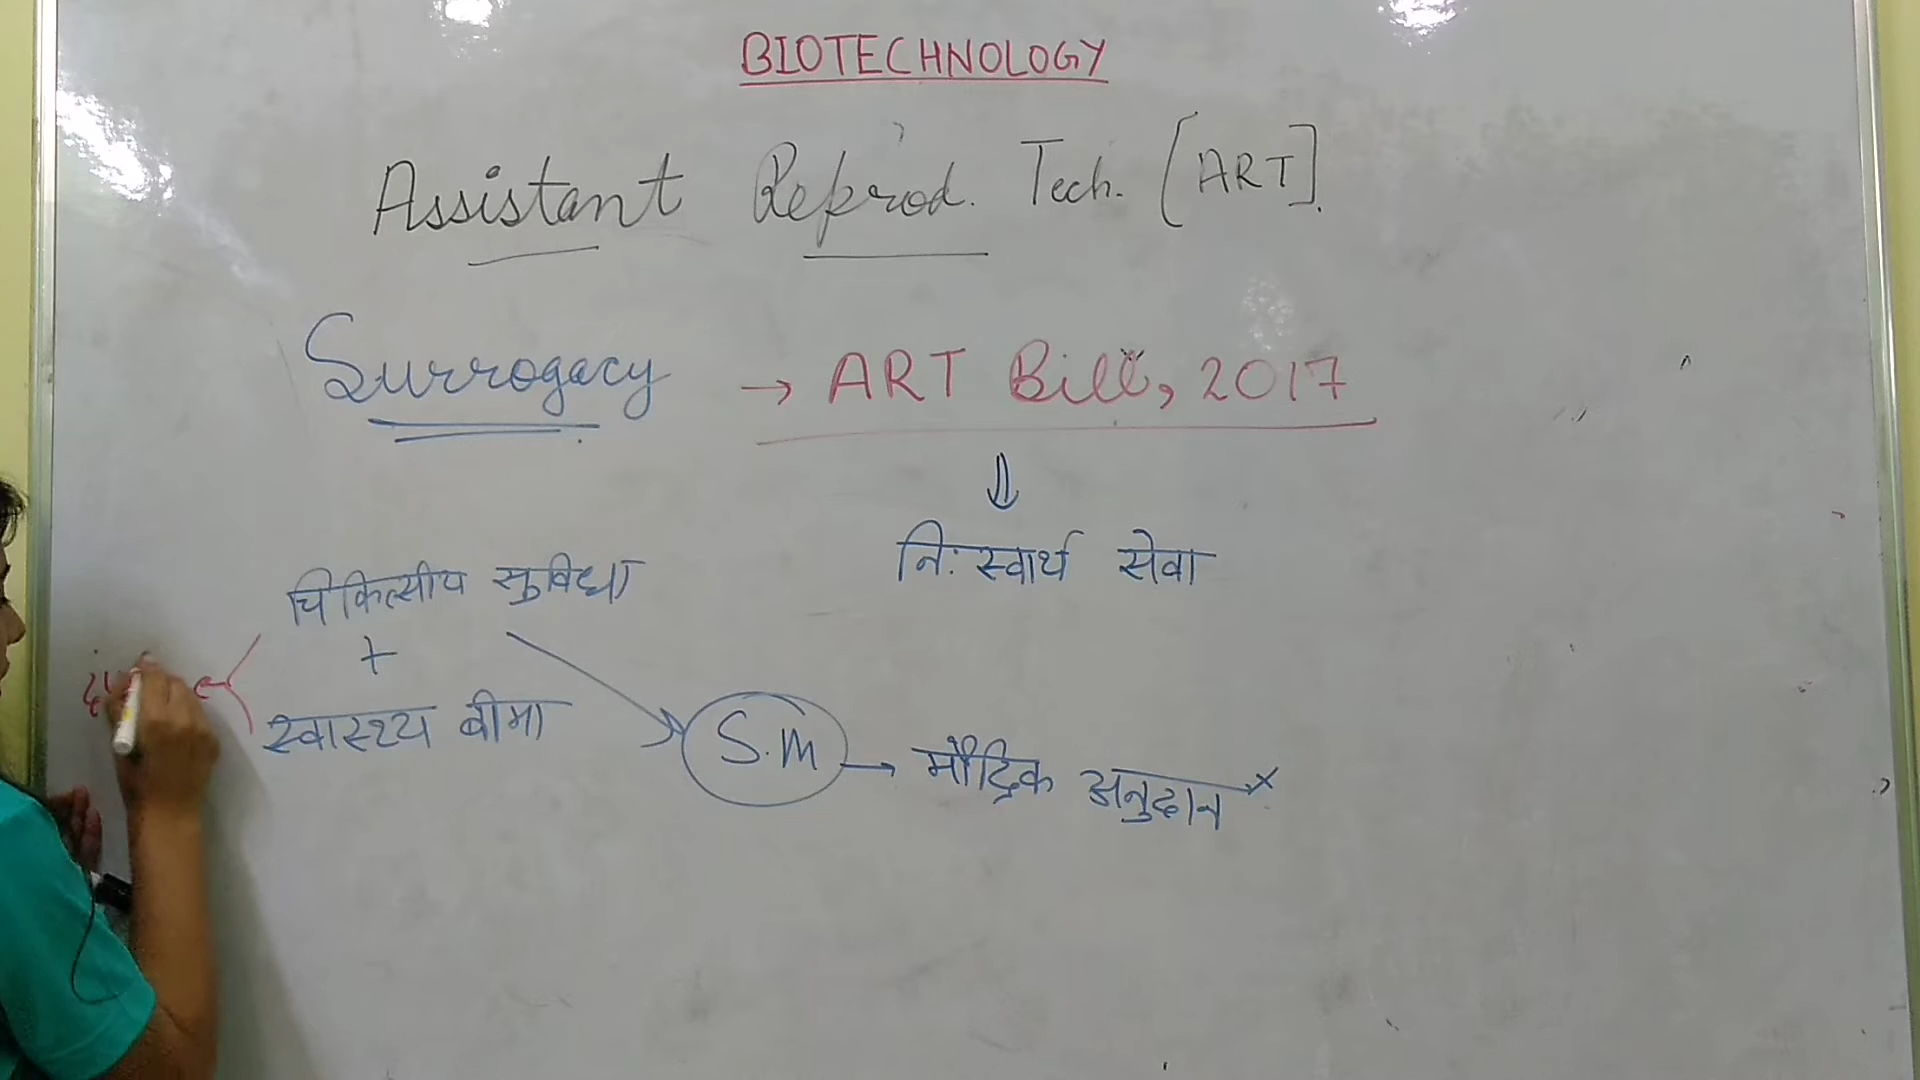 BIOTECHNOLOGY
Assistant Reprod. Tech. [ART].
Surrogacy → ART Bill, 2017
⇓
नि:स्वार्थ सेवा
चिकित्सीय सुविधा
+
स्वास्थ्य बीमा
S.M → मौद्रिक अनुदान x